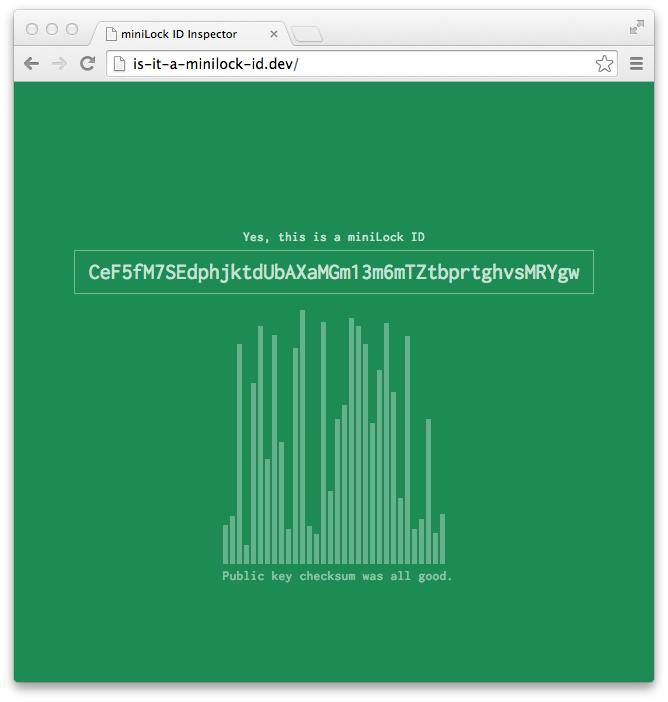 miniLock ID Inspector
is-it-a-minilock-id.dev/
Yes, this is a miniLock ID
CeF5fM7SEdphjktdUbAXaMGm13m6mTZtbprtghvsMRYgw
Public key checksum was all good.